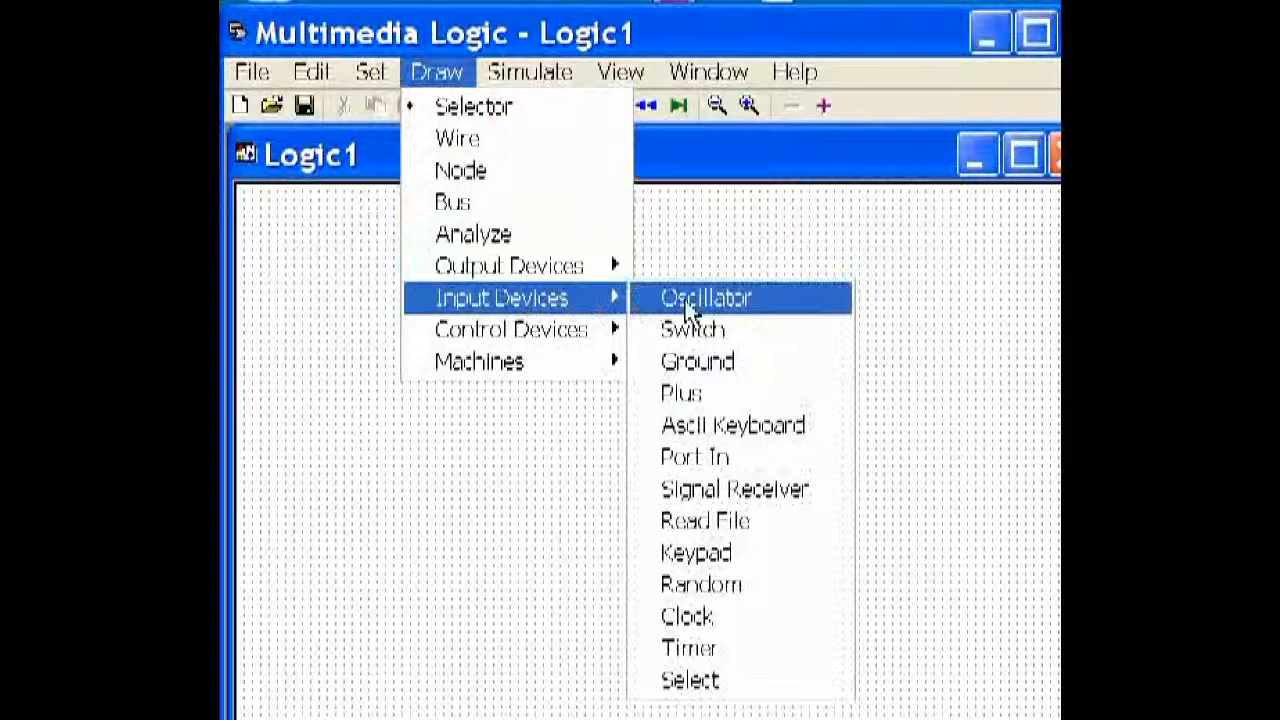 Multimedia Logic - Logic1
File Edit Set Draw Simulate View Window Help
Logic1
Selector
Wire
Node
Bus
Analyze
Output Devices
Input Devices
Control Devices
Machines
Oscillator
Switch
Ground
Plus
Ascii Keyboard
Port In
Signal Receiver
Read File
Keypad
Random
Clock
Timer
Select